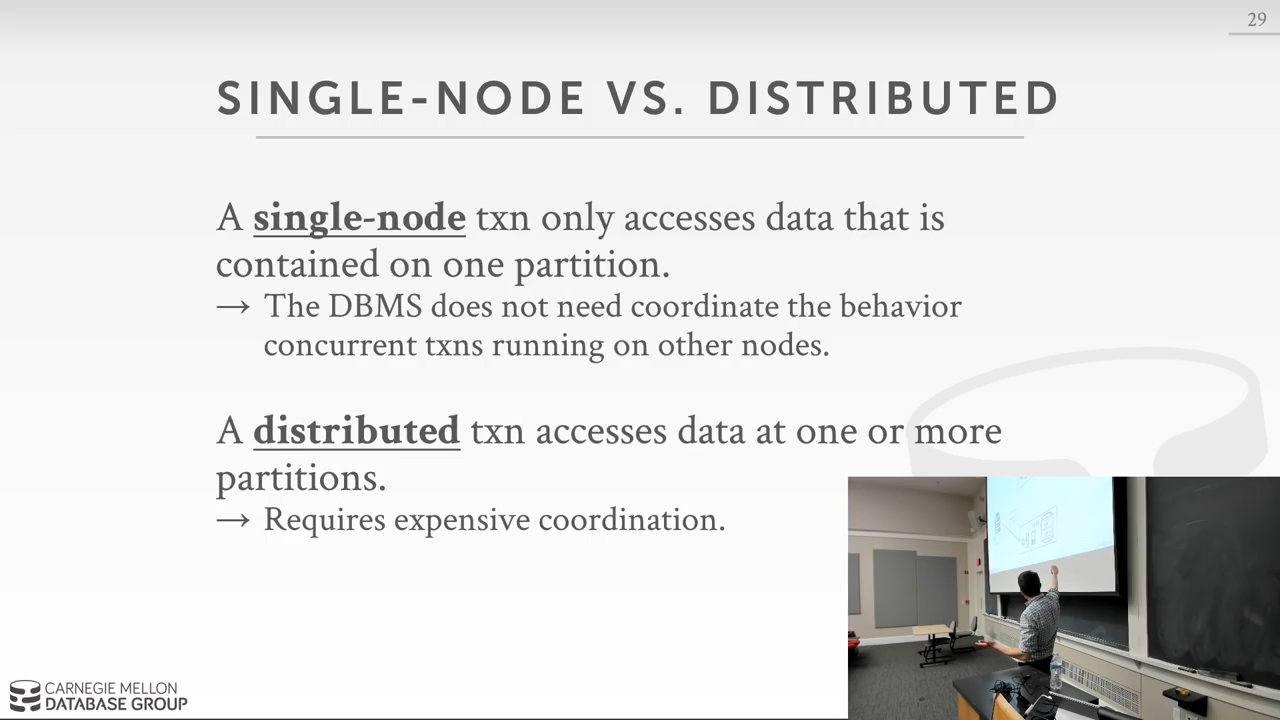 29
SINGLE-NODE VS. DISTRIBUTED
A single-node txn only accesses data that is
contained on one partition.
→ The DBMS does not need coordinate the behavior
concurrent txns running on other nodes.
A distributed txn accesses data at one or more
partitions.
→ Requires expensive coordination.
CARNEGIE MELLON
DATABASE GROUP